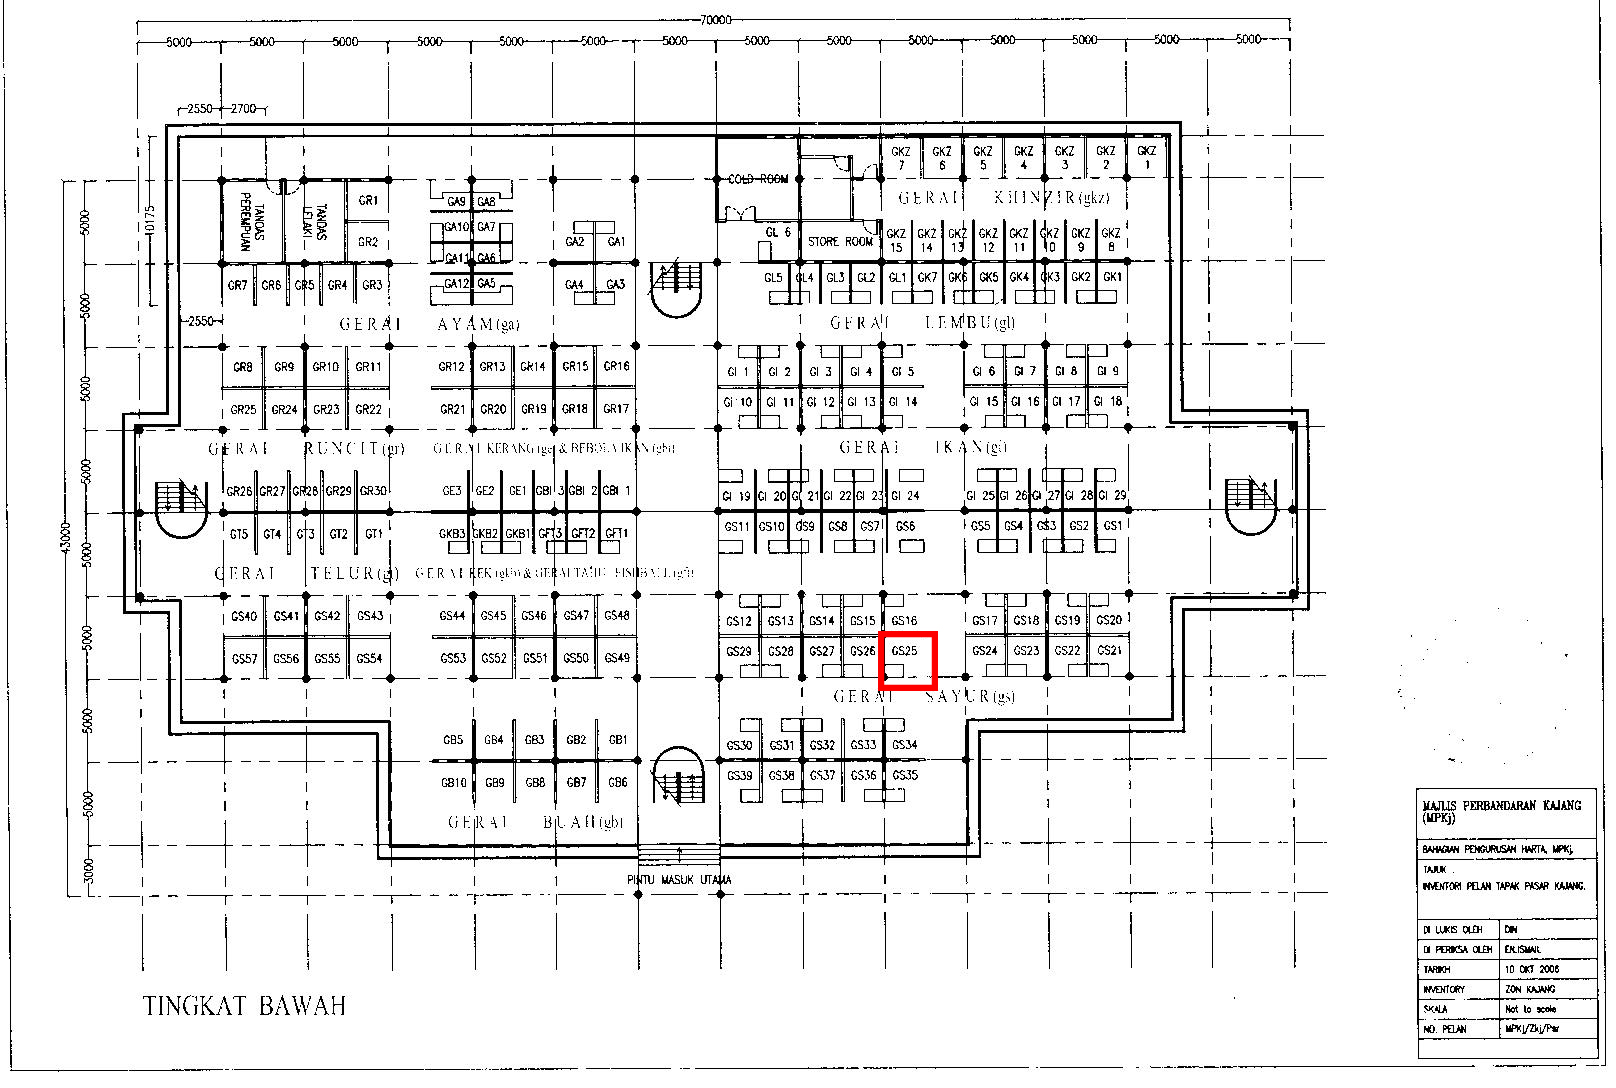 70000
5000 5000 5000 5000 5000 5000 5000 5000 5000 5000 5000 5000 5000 5000
2550 2700
GKZ 7 GKZ 6 GKZ 5 GKZ 4 GKZ 3 GKZ 2 GKZ 1
COLD ROOM
GERAI KHINZIR(gkz)
TANDAS PEREMPUAN
TANDAS LELAKI
GR1
GR2
GA9 GA8
GA10 GA7
GA11 GA6
GA12 GA5
GA2 GA1
GA4 GA3
GL 6
STORE ROOM
GKZ 15 GKZ 14 GKZ 13 GKZ 12 GKZ 11 GKZ 10 GKZ 9 GKZ 8
GR7 GR6 GR5 GR4 GR3
GL5 GL4 GL3 GL2 GL1 GK7 GK6 GK5 GK4 GK3 GK2 GK1
10175
43000
5000
5000
5000
5000
5000
5000
5000
5000
3000
2550
GERAI AYAM(ga)
GERAI LEMBU(gl)
GR8 GR9 GR10 GR11 GR12 GR13 GR14 GR15 GR16
GI 1 GI 2 GI 3 GI 4 GI 5 GI 6 GI 7 GI 8 GI 9
GR25 GR24 GR23 GR22 GR21 GR20 GR19 GR18 GR17
GI 10 GI 11 GI 12 GI 13 GI 14 GI 15 GI 16 GI 17 GI 18
GERAI RUNCIT(gr)
GERAI KERANG(ge) & BEBOLA IKAN(gbi)
GERAI IKAN(gi)
GR26 GR27 GR28 GR29 GR30 GE3 GE2 GE1 GBI 3 GBI 2 GBI 1
GI 19 GI 20 GI 21 GI 22 GI 23 GI 24 GI 25 GI 26 GI 27 GI 28 GI 29
GT5 GT4 GT3 GT2 GT1 GKB3 GKB2 GKB1 GFT3 GFT2 GFT1
GS11 GS10 GS9 GS8 GS7 GS6 GS5 GS4 GS3 GS2 GS1
GERAI TELUR(gt)
GERAI & GERAI
GS40 GS41 GS42 GS43 GS44 GS45 GS46 GS47 GS48
GS12 GS13 GS14 GS15 GS16 GS17 GS18 GS19 GS20
GS57 GS56 GS55 GS54 GS53 GS52 GS51 GS50 GS49
GS29 GS28 GS27 GS26 GS25 GS24 GS23 GS22 GS21
GERAI SAYUR(gs)
GB5 GB4 GB3 GB2 GB1
GS30 GS31 GS32 GS33 GS34
GB10 GB9 GB8 GB7 GB6
GS39 GS38 GS37 GS36 GS35
GERAI BUAH(gb)
PINTU MASUK UTAMA
TINGKAT BAWAH
MAJLIS PERBANDARAN KAJANG
(MPKj)
BAHAGIAN PENGURUSAN HARTA, MPKj.
TAJUK .
INVENTORI PELAN TAPAK PASAR KAJANG.
DI LUKIS OLEH DIN
DI PERIKSA OLEH EN.ISMAIL
TARIKH 10 OKT 2006
INVENTORY ZON KAJANG
SKALA Not to scale
NO. PELAN MPKj/Zkj/Psr